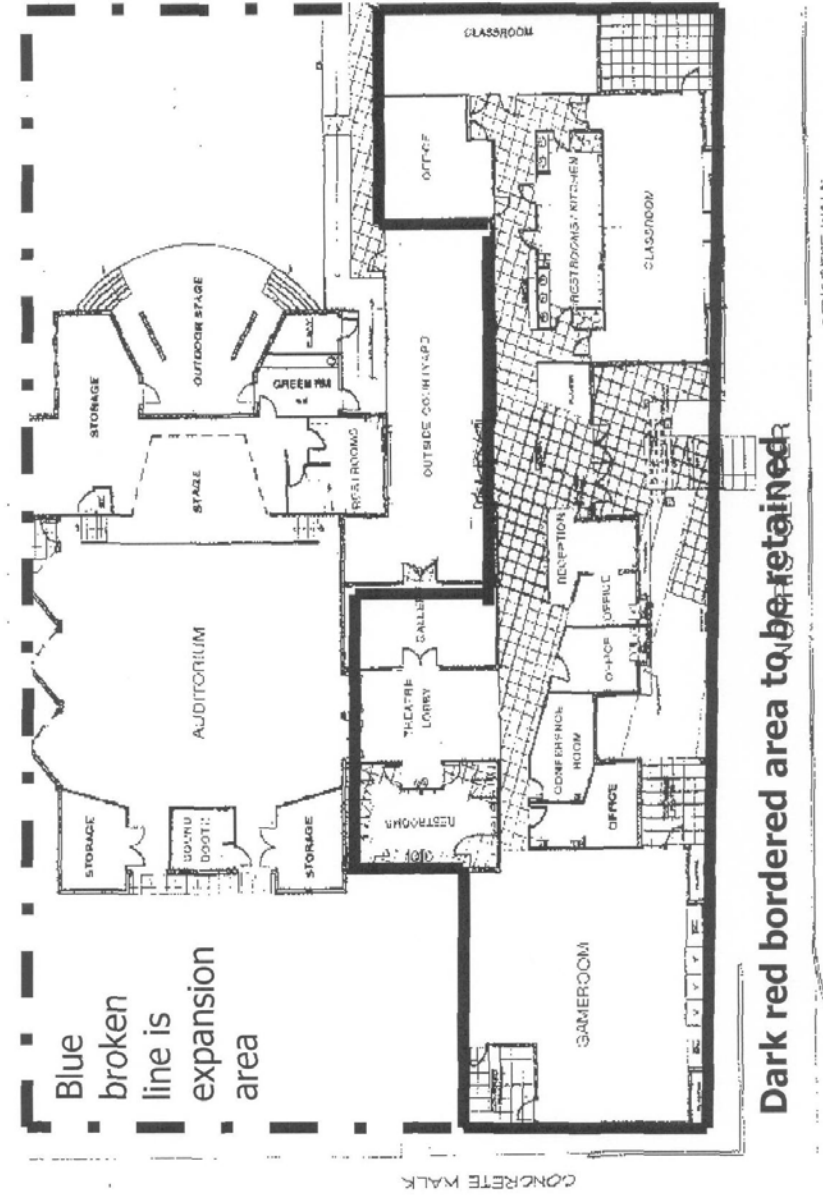 Blue
broken
line is
expansion
area
STORAGE
SOUND
BOOTH
STORAGE
AUDITORIUM
STORAGE
STAGE
OUTDOOR STAGE
GREEN RM
RESTROOMS
OUTSIDE COURTYARD
RESTROOMS
THEATRE
LOBBY
OFFICE
CLASSROOM
GAMEROOM
OFFICE
CONFERENCE
ROOM
OFFICE
OFFICE
RECEPTION
RESTROOMS / KITCHEN
CLASSROOM
NORRIS CENTER
Dark red bordered area to be retained
CONCRETE WALK